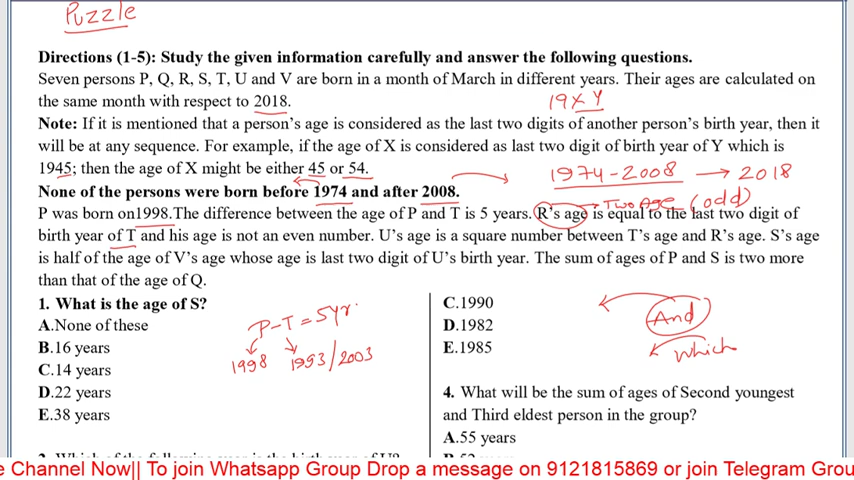 Puzzle
Directions (1-5): Study the given information carefully and answer the following questions.
Seven persons P, Q, R, S, T, U and V are born in a month of March in different years. Their ages are calculated on
the same month with respect to 2018.
19XY
Note: If it is mentioned that a person's age is considered as the last two digits of another person's birth year, then it
will be at any sequence. For example, if the age of X is considered as last two digit of birth year of Y which is
1945; then the age of X might be either 45 or 54.
1974-2008 → 2018
None of the persons were born before 1974 and after 2008.
Two Age (odd)
P was born on1998.The difference between the age of P and T is 5 years. R's age is equal to the last two digit of
birth year of T and his age is not an even number. U's age is a square number between T's age and R's age. S's age
is half of the age of V's age whose age is last two digit of U's birth year. The sum of ages of P and S is two more
than that of the age of Q.
1. What is the age of S?
A.None of these
B.16 years
C.14 years
D.22 years
E.38 years
P-T = 5yr.
1998 1993/2003
C.1990
D.1982
E.1985
And
which
4. What will be the sum of ages of Second youngest
and Third eldest person in the group?
A.55 years
e Channel Now|| To join Whatsapp Group Drop a message on 9121815869 or join Telegram Grou